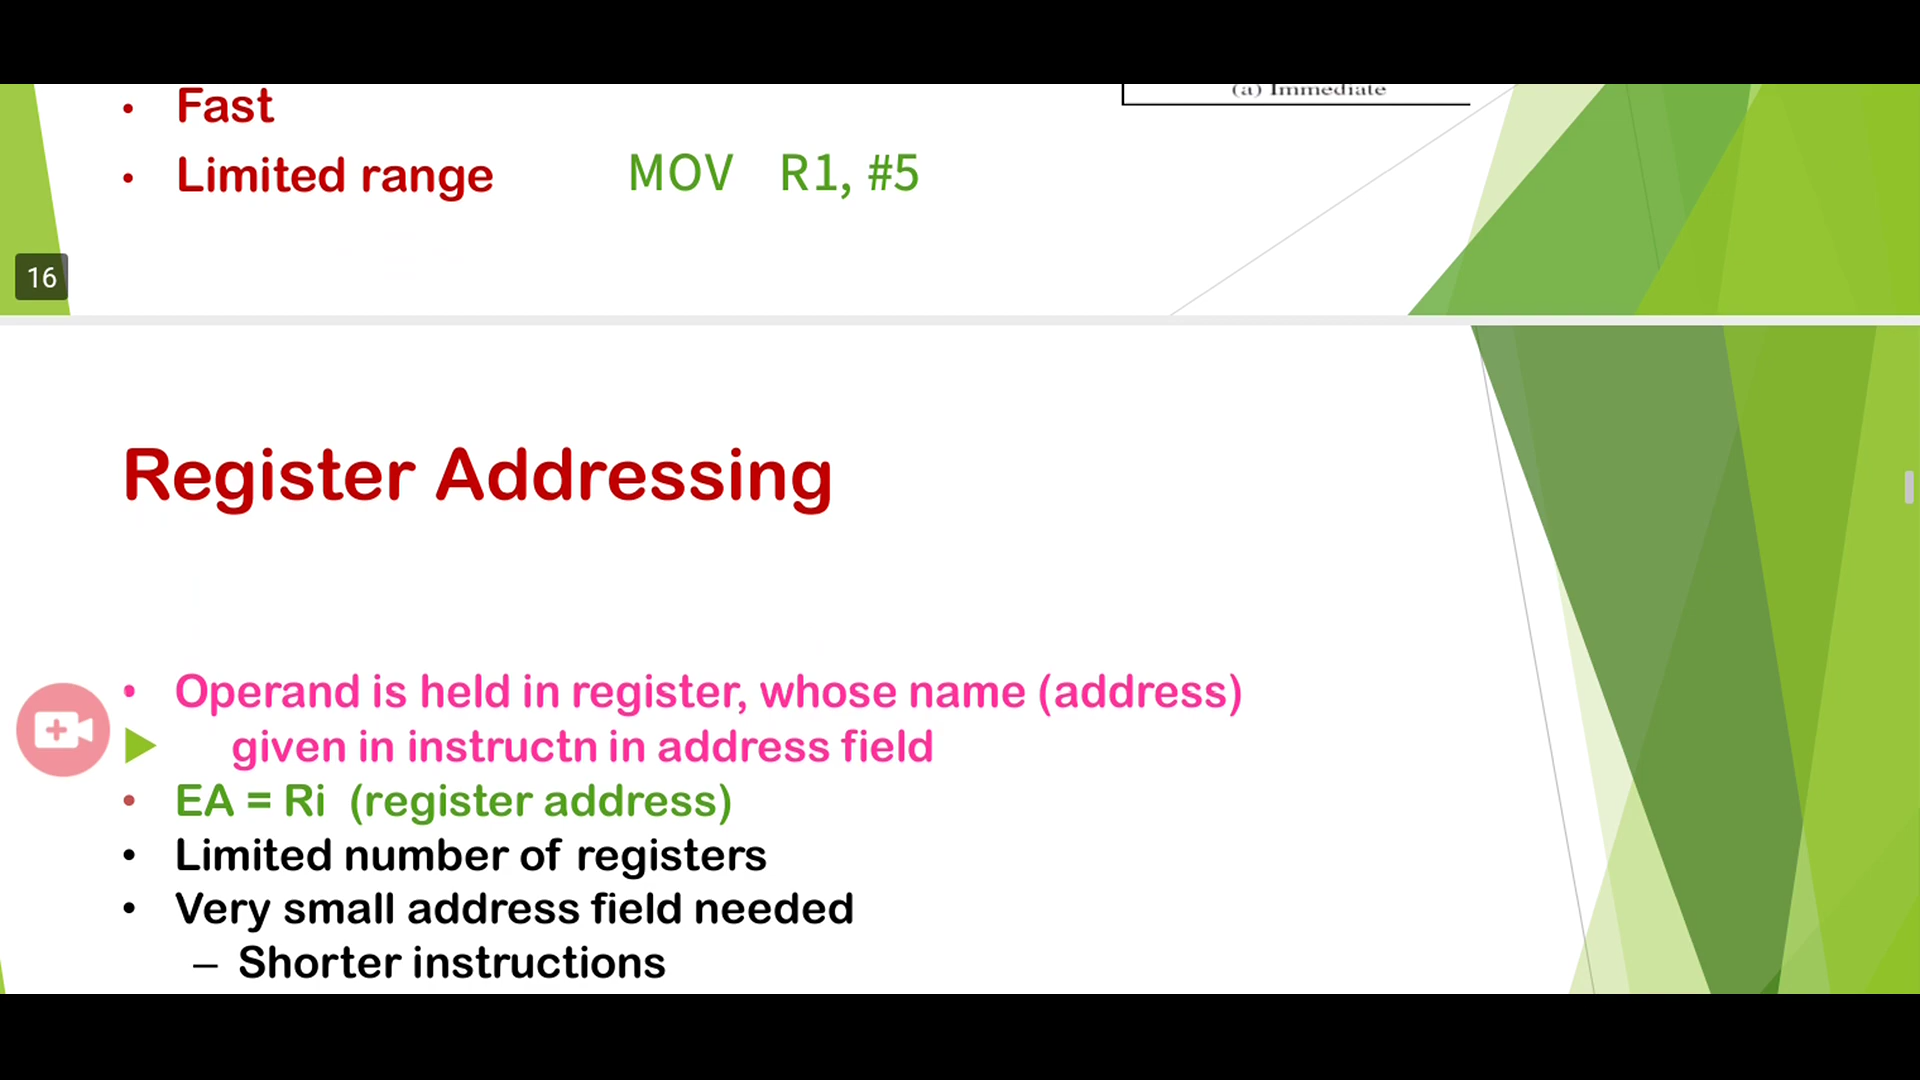 (a) Immediate
• Fast
• Limited range MOV R1, #5
16
Register Addressing
• Operand is held in register, whose name (address)
given in instructn in address field
• EA = Ri (register address)
• Limited number of registers
• Very small address field needed
– Shorter instructions